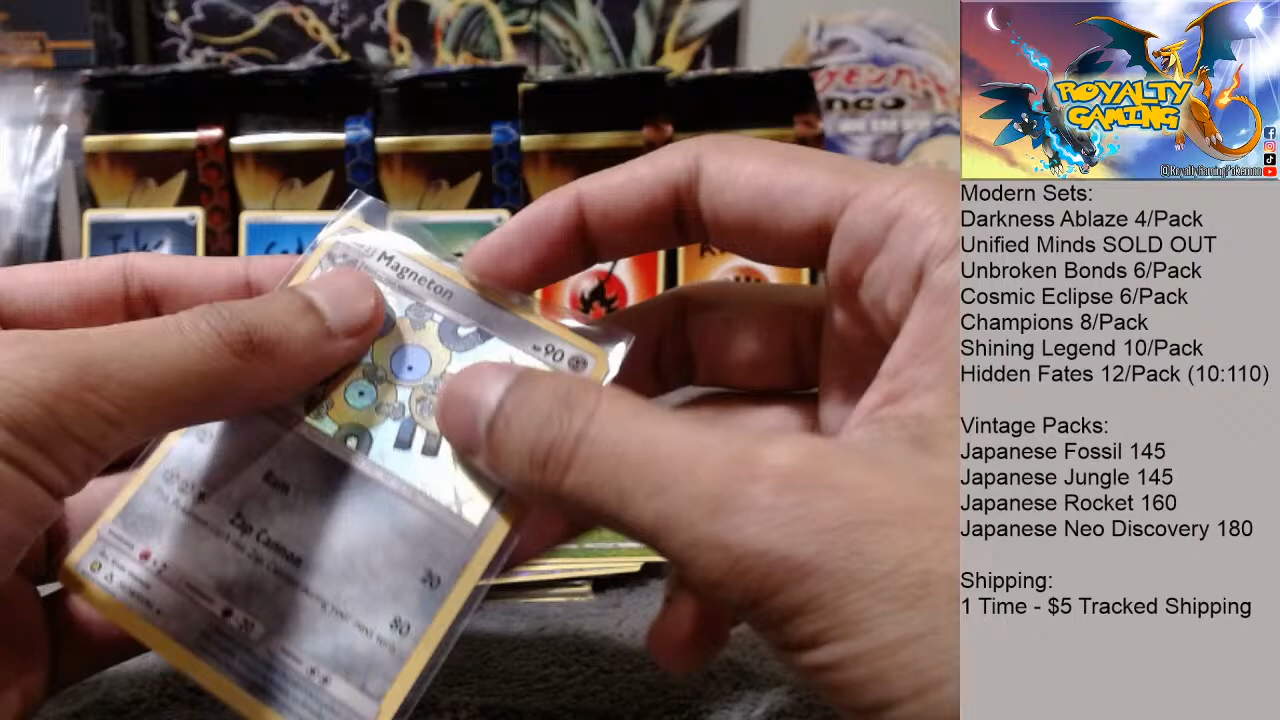 ROYALTY
GAMING
@RoyaltyGamingPokemon
Modern Sets:
Darkness Ablaze 4/Pack
Unified Minds SOLD OUT
Unbroken Bonds 6/Pack
Cosmic Eclipse 6/Pack
Champions 8/Pack
Shining Legend 10/Pack
Hidden Fates 12/Pack (10:110)
Vintage Packs:
Japanese Fossil 145
Japanese Jungle 145
Japanese Rocket 160
Japanese Neo Discovery 180
Shipping:
1 Time - $5 Tracked Shipping
neo
Magneton
90
Ram
20
Zap Cannon
80